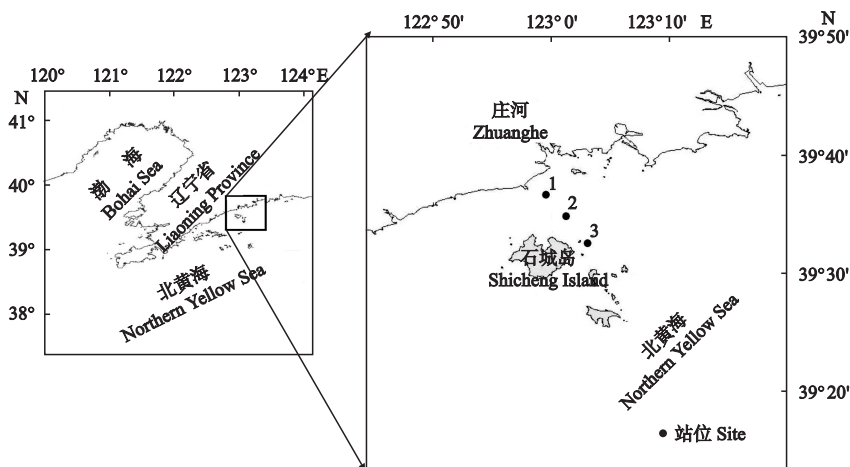 120° 121° 122° 123° 124°E
N
41°
40°
39°
38°
渤海
Bohai Sea
辽宁省
Liaoning Province
北黄海
Northern Yellow Sea
122°50' 123°0' 123°10' E
N
39°50'
39°40'
39°30'
39°20'
庄河
Zhuanghe
1
2
3
石城岛
Shicheng Island
北黄海
Northern Yellow Sea
站位 Site